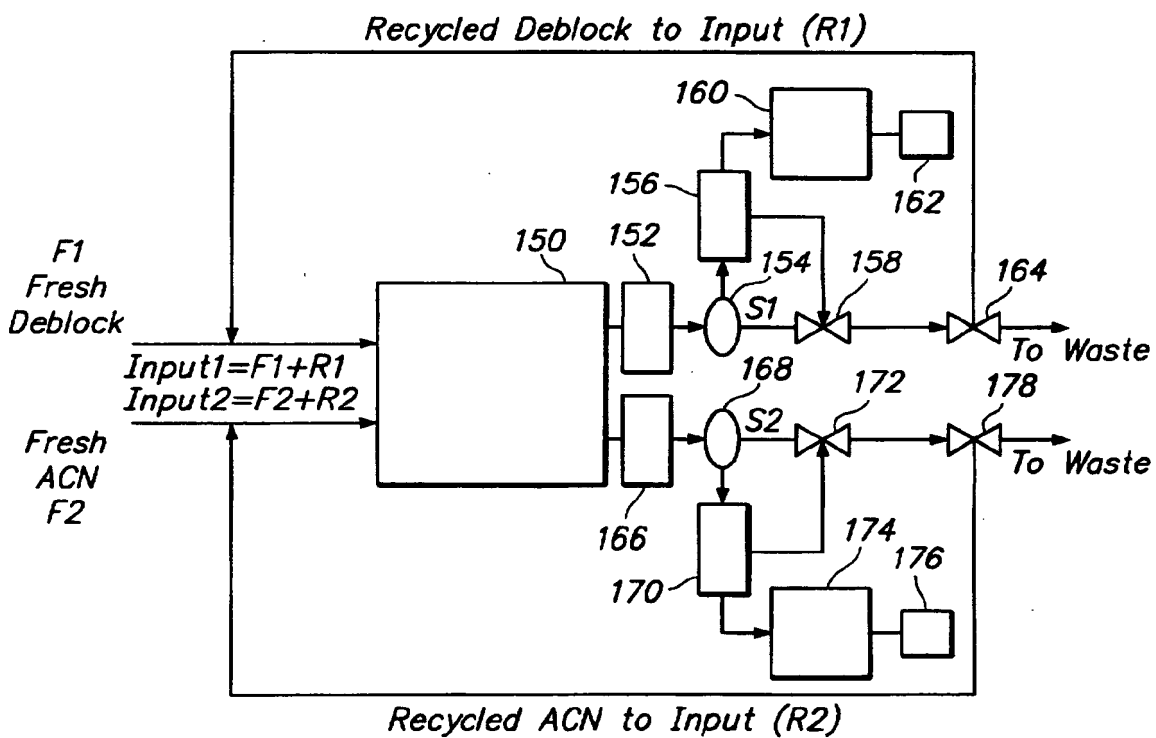 Recycled Deblock to Input (R1)
160
162
156
150
152
154
S1
158
164
To Waste
F1
Fresh
Deblock
Input1=F1+R1
Input2=F2+R2
Fresh
ACN
F2
168
S2
172
178
To Waste
166
170
174
176
Recycled ACN to Input (R2)